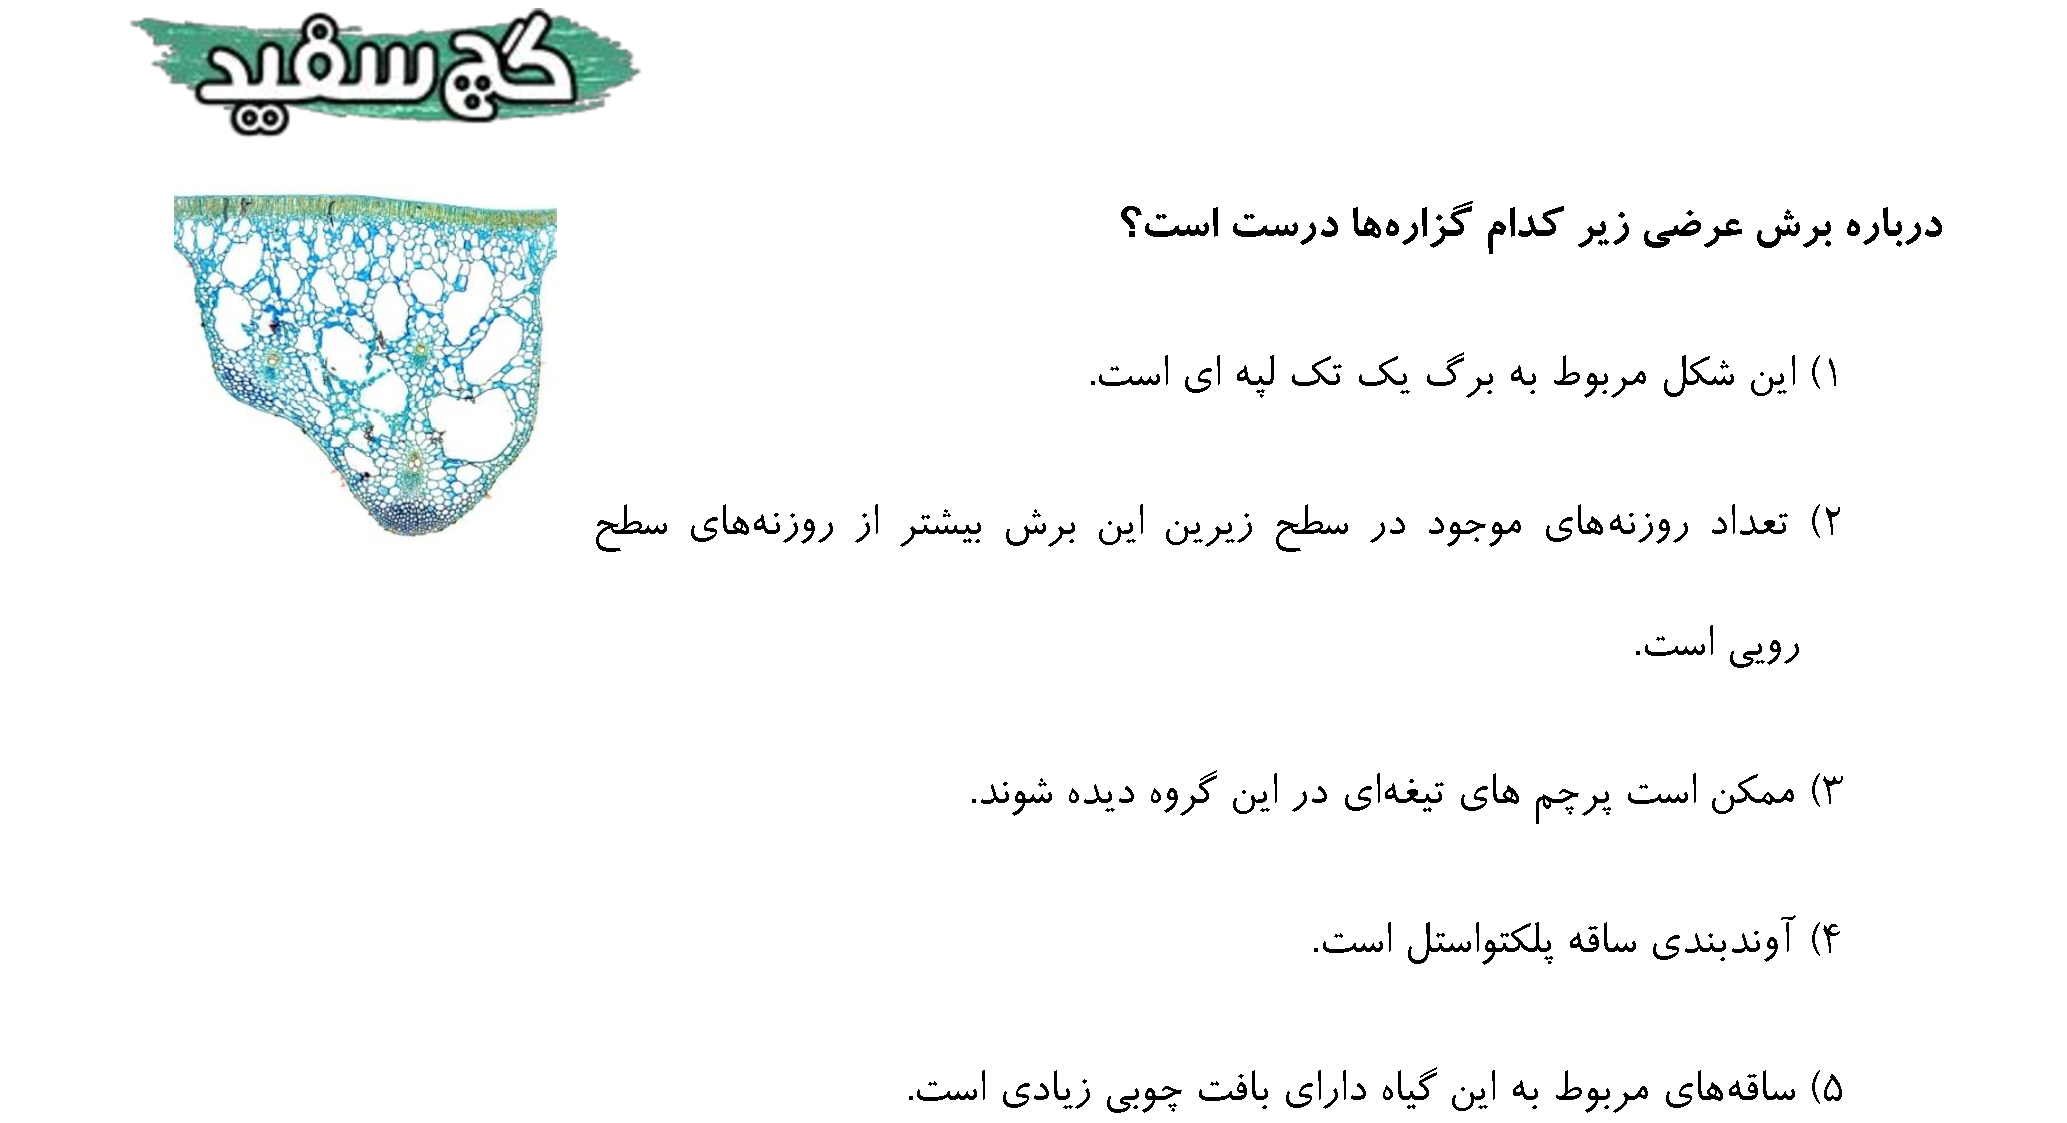 گچ سفید
درباره برش عرضی زیر کدام گزاره‌ها درست است؟
۱) این شکل مربوط به برگ یک تک لپه ای است.
۲) تعداد روزنه‌های موجود در سطح زیرین این برش بیشتر از روزنه‌های سطح
رویی است.
۳) ممکن است پرچم های تیغه‌ای در این گروه دیده شوند.
۴) آوندبندی ساقه پلکتواستل است.
۵) ساقه‌های مربوط به این گیاه دارای بافت چوبی زیادی است.